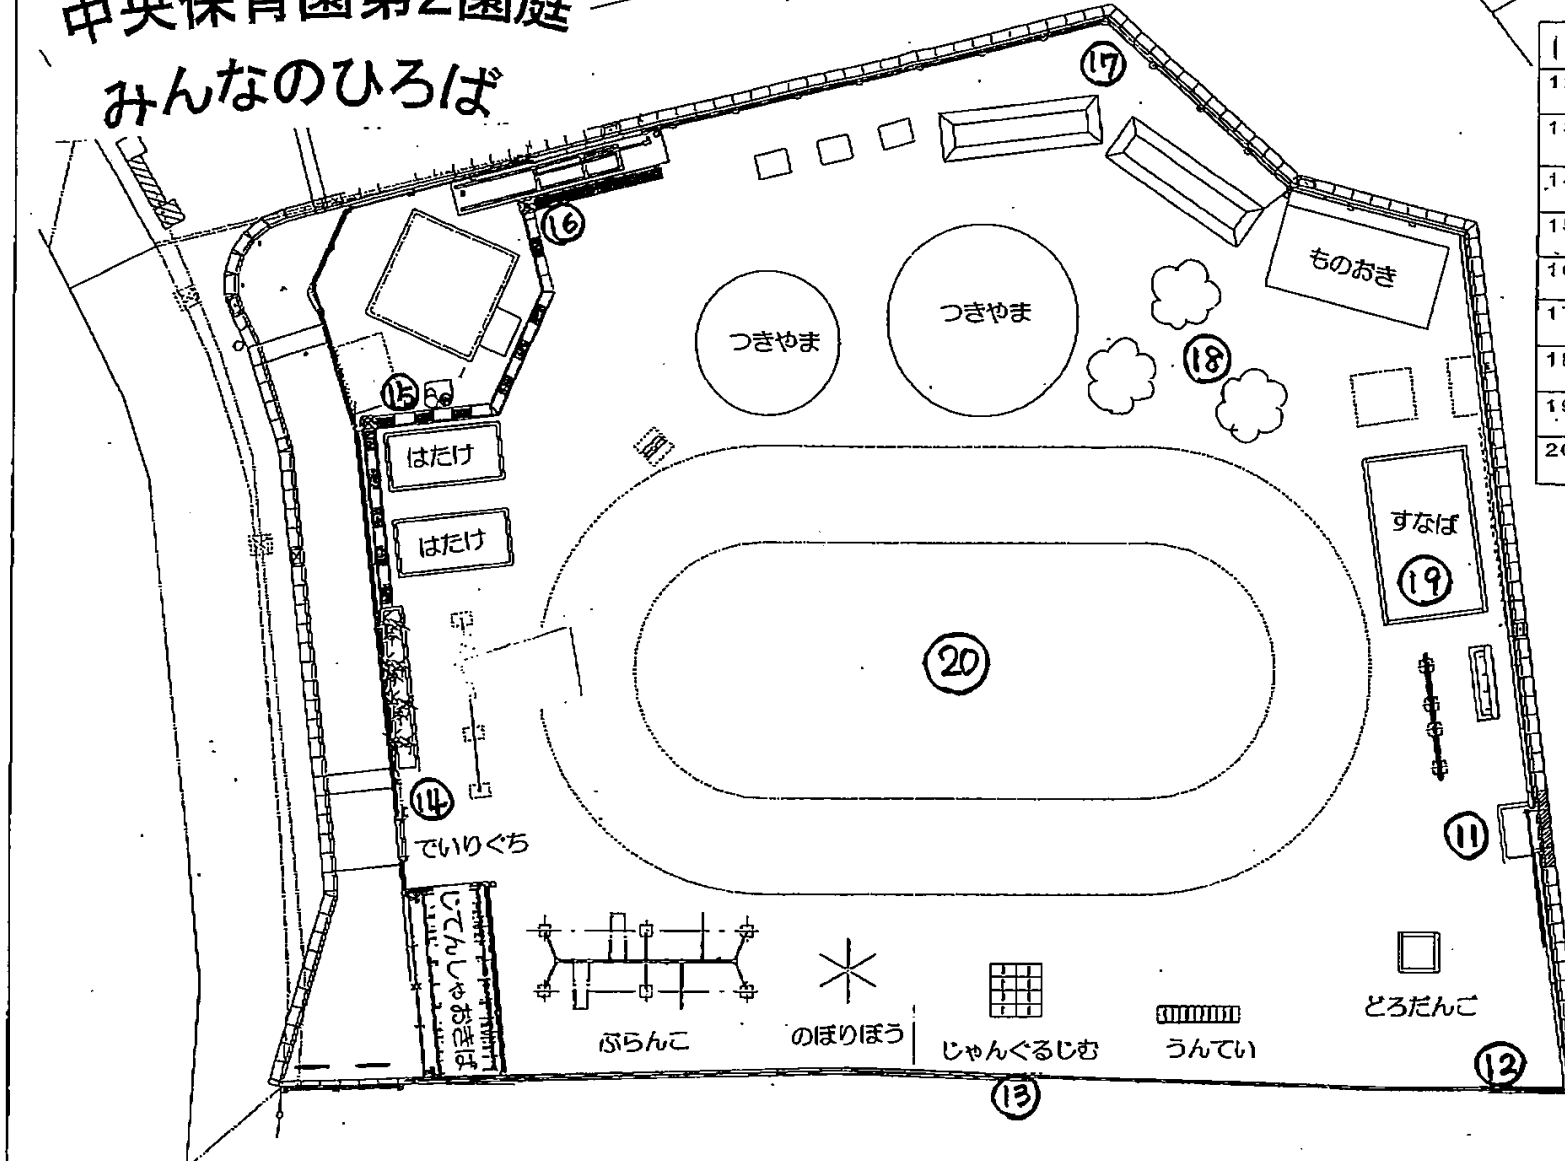 中央保育園第2園庭
みんなのひろば
⑰
⑯
ものおき
つきやま
つきやま
⑱
⑮
はたけ
はたけ
すなば
⑲
⑳
⑭
でいりぐち
⑪
じてんしゃおきば
ぶらんこ
のぼりぼう
じゃんぐるじむ
うんてい
どろだんご
⑫
⑬